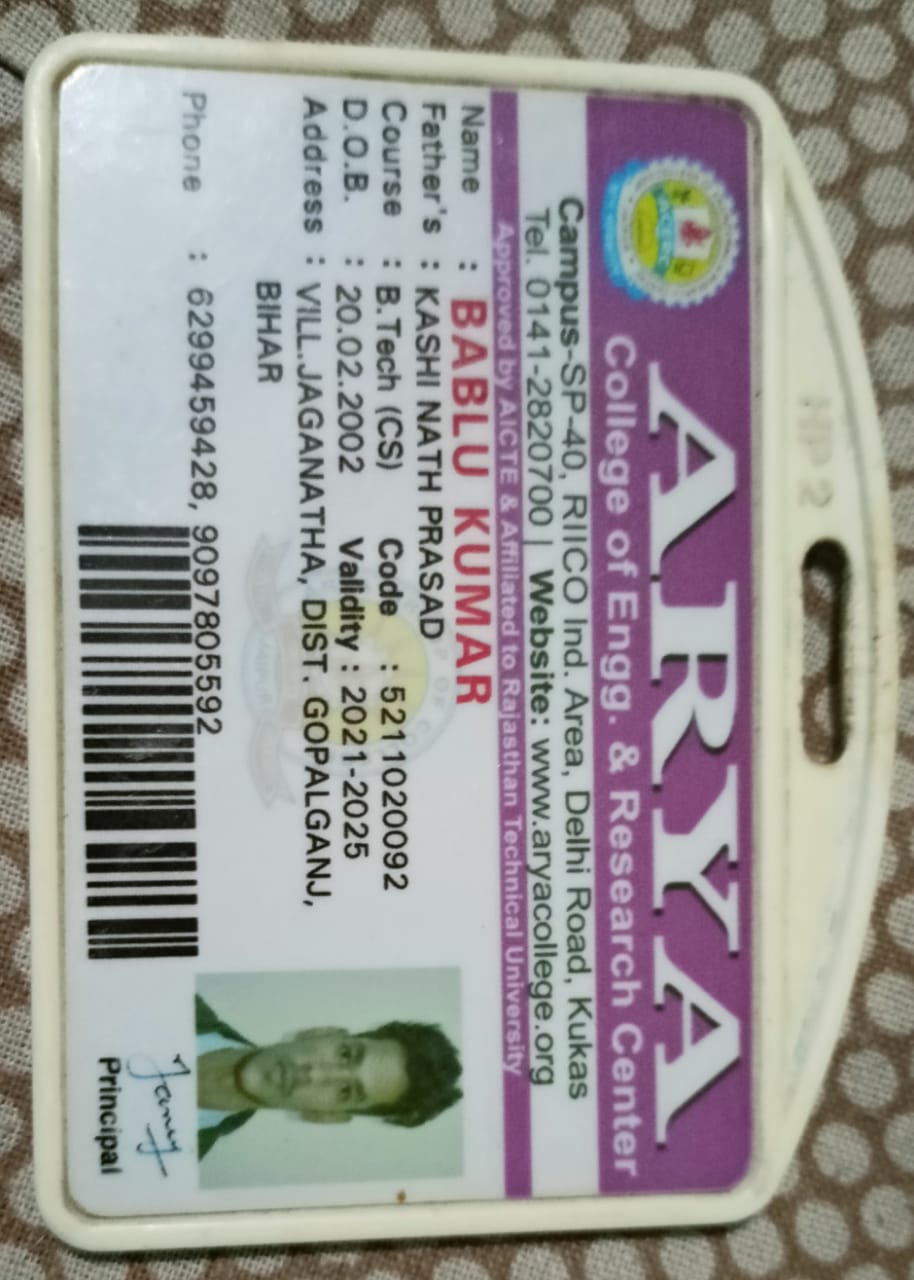 HP 2
ARYA
College of Engg. & Research Center
Campus-SP-40, RIICO Ind. Area, Delhi Road, Kukas
Tel. 0141-2820700 | Website: www.aryacollege.org
Approved by AICTE & Affiliated to Rajasthan Technical University
Name : BABLU KUMAR
Father's : KASHI NATH PRASAD
Course : B.Tech (CS) Code : 5211020092
D.O.B. : 20.02.2002 Validity : 2021-2025
Address : VILL.JAGANATHA, DIST. GOPALGANJ,
BIHAR
Phone : 6299459428, 9097805592
Principal